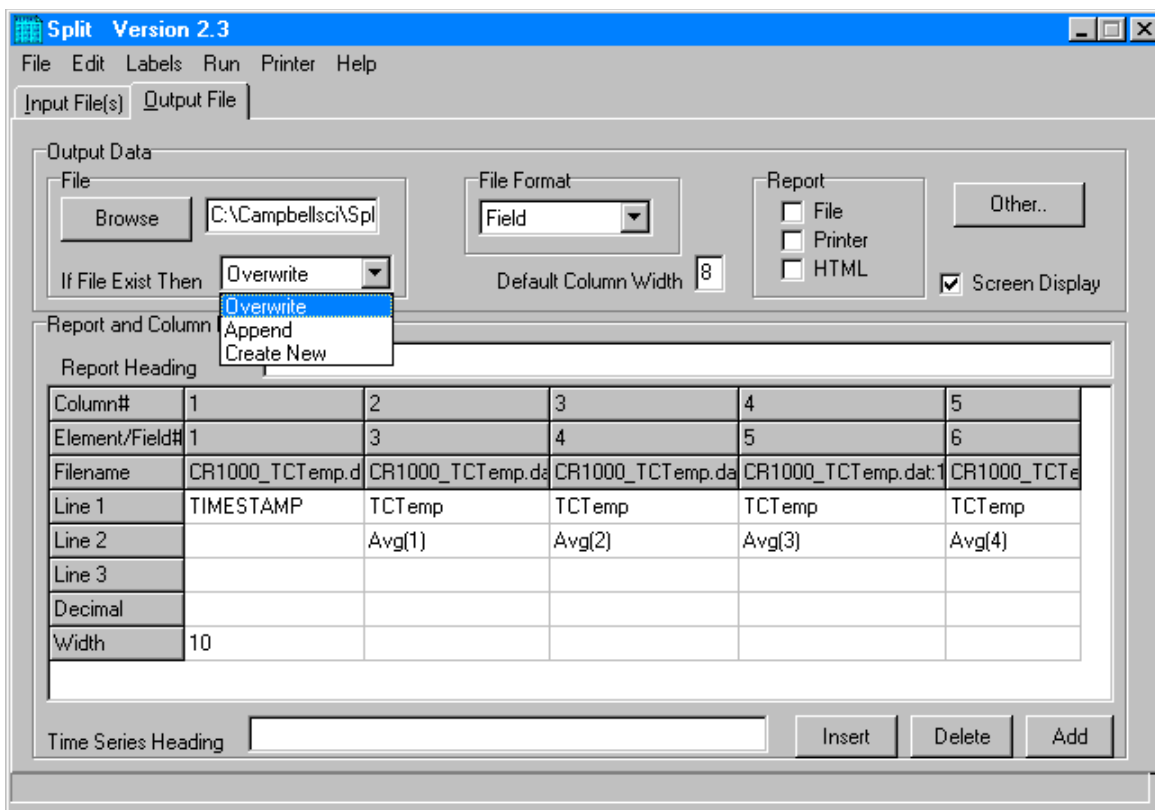 Split Version 2.3
File Edit Labels Run Printer Help
Input File(s) Output File
Output Data
File
Browse C:\Campbellsci\Spl
If File Exist Then Overwrite
Overwrite
Append
Create New
File Format
Field
Default Column Width 8
Report
File
Printer
HTML
Other..
Screen Display
Report and Column
Report Heading
Column# 1 2 3 4 5
Element/Field# 1 3 4 5 6
Filename CR1000_TCTemp.d CR1000_TCTemp.da CR1000_TCTemp.da CR1000_TCTemp.dat:1 CR1000_TCTe
Line 1 TIMESTAMP TCTemp TCTemp TCTemp TCTemp
Line 2 Avg(1) Avg(2) Avg(3) Avg(4)
Line 3
Decimal
Width 10
Time Series Heading
Insert Delete Add